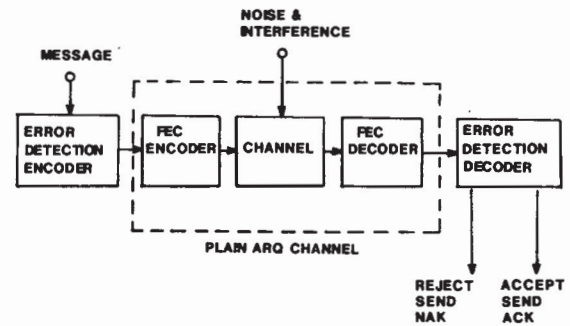 NOISE &
INTERFERENCE
MESSAGE
ERROR
DETECTION
ENCODER
FEC
ENCODER
CHANNEL
FEC
DECODER
ERROR
DETECTION
DECODER
PLAIN ARQ CHANNEL
REJECT
SEND
NAK
ACCEPT
SEND
ACK